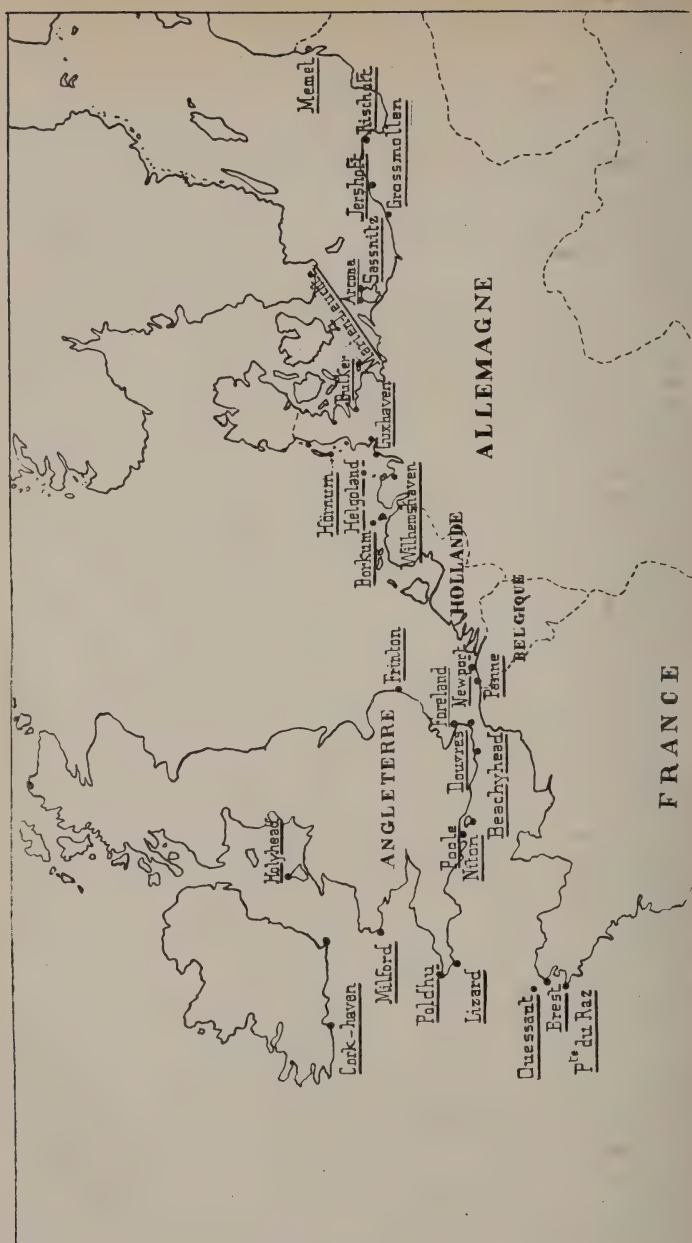 Holyhead
Memel
Hörnum
Bulker
Cork-haven
Helgoland
Arcona
Jershoft
Rischoft
Borkum
Marienleucht
Sassnitz
Cuxhaven
Milford
ANGLETERRE
Frinton
Grossmollen
Wilhemshaven
Poldhu
Foreland
Poole
Douvres
HOLLANDE
Newport
Lizard
Niton
ALLEMAGNE
Panne
Beachyhead
BELGIQUE
Ouessant
Brest
Pte du Raz
FRANCE